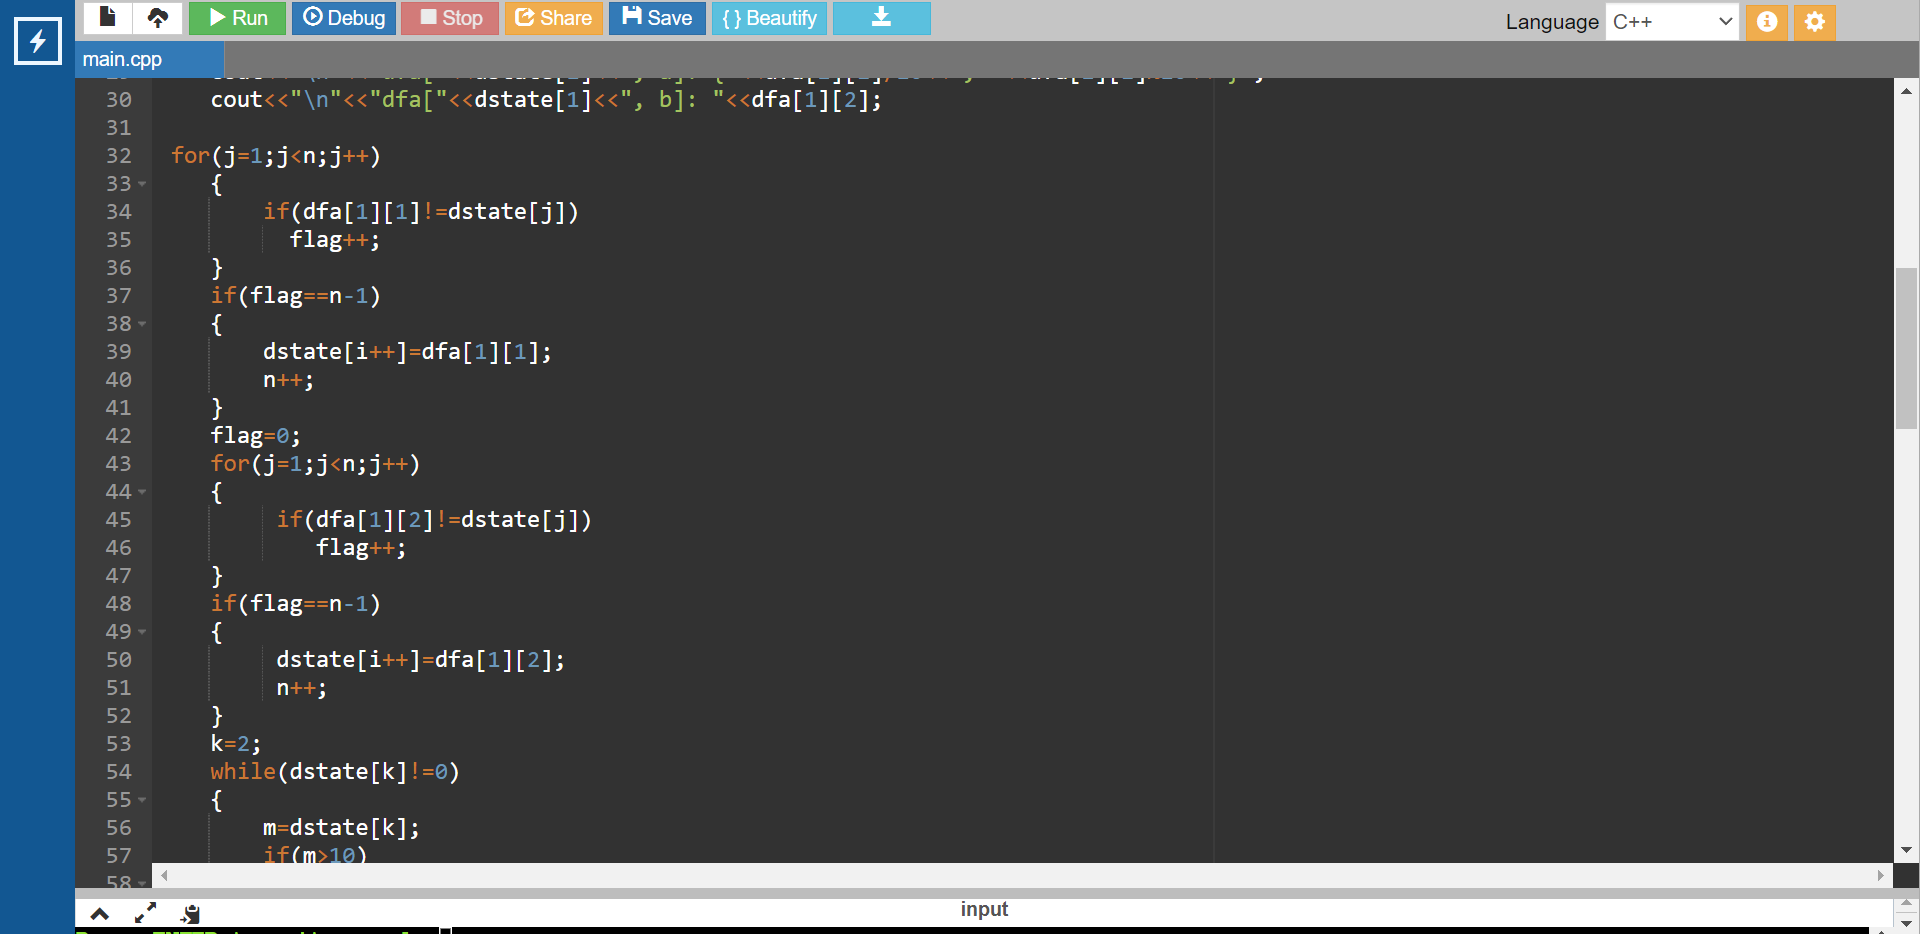 Run Debug Stop Share Save { } Beautify Language C++
main.cpp
30 cout<<"\n"<<"dfa["<<dstate[1]<<", b]: "<<dfa[1][2];
31
32 for(j=1;j<n;j++)
33 {
34 if(dfa[1][1]!=dstate[j])
35 flag++;
36 }
37 if(flag==n-1)
38 {
39 dstate[i++]=dfa[1][1];
40 n++;
41 }
42 flag=0;
43 for(j=1;j<n;j++)
44 {
45 if(dfa[1][2]!=dstate[j])
46 flag++;
47 }
48 if(flag==n-1)
49 {
50 dstate[i++]=dfa[1][2];
51 n++;
52 }
53 k=2;
54 while(dstate[k]!=0)
55 {
56 m=dstate[k];
57 if(m>10)
58
input